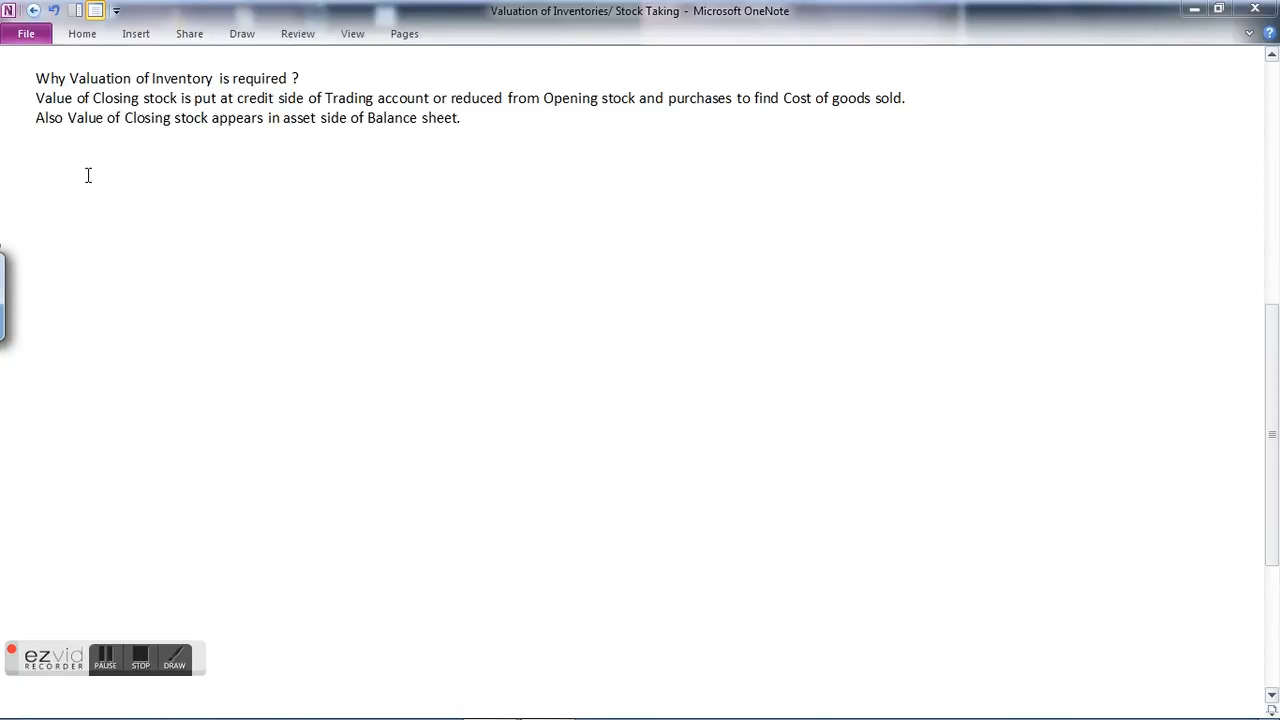 Valuation of Inventories/ Stock Taking - Microsoft OneNote
File Home Insert Share Draw Review View Pages
Why Valuation of Inventory is required ?
Value of Closing stock is put at credit side of Trading account or reduced from Opening stock and purchases to find Cost of goods sold.
Also Value of Closing stock appears in asset side of Balance sheet.
ezvid
RECORDER
PAUSE STOP DRAW